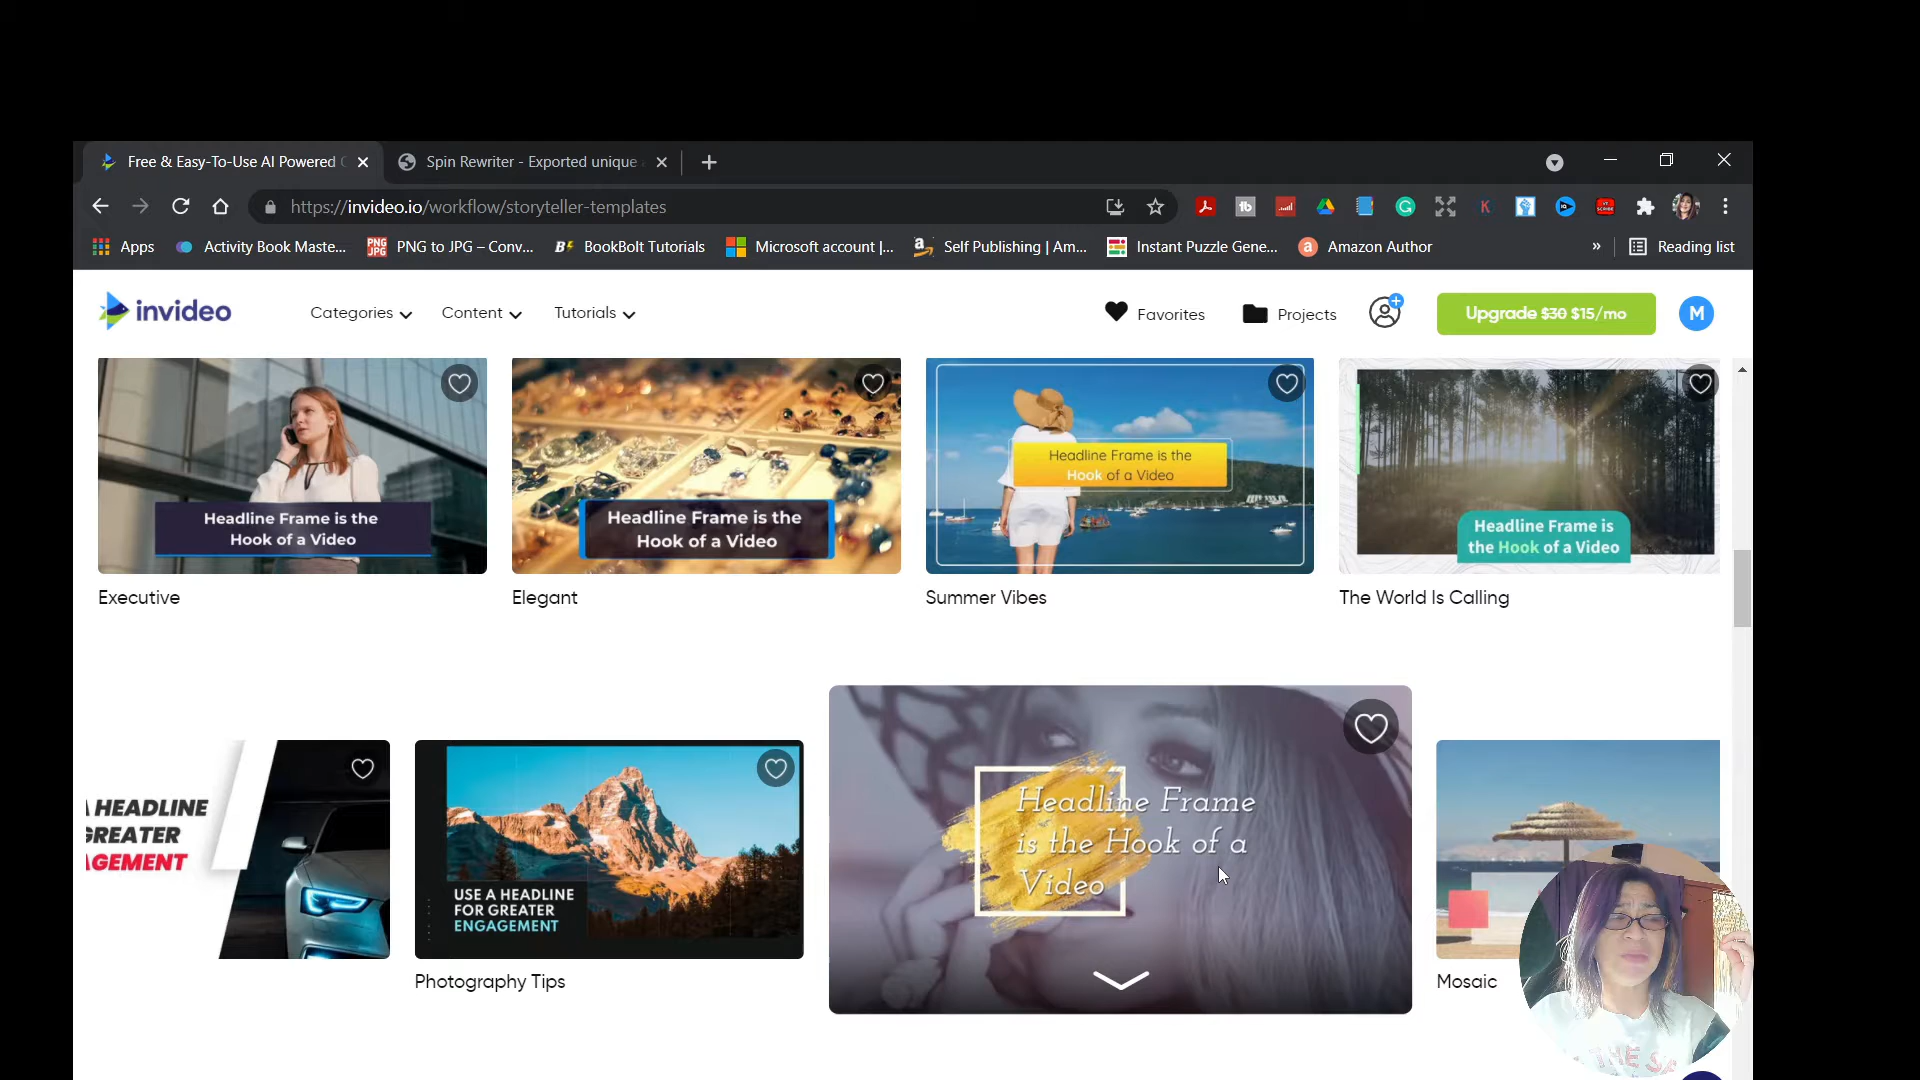 Free & Easy-To-Use AI Powered
Spin Rewriter - Exported unique
https://invideo.io/workflow/storyteller-templates
Apps
Activity Book Maste...
PNG to JPG – Conv...
BookBolt Tutorials
Microsoft account |...
Self Publishing | Am...
Instant Puzzle Gene...
Amazon Author
»
Reading list
invideo
Categories
Content
Tutorials
Favorites
Projects
Upgrade $30 $15/mo
M
Headline Frame is the
Hook of a Video
Headline Frame is the
Hook of a Video
Headline Frame is the
Hook of a Video
Headline Frame is
the Hook of a Video
Executive
Elegant
Summer Vibes
The World Is Calling
A HEADLINE
GREATER
AGEMENT
USE A HEADLINE
FOR GREATER
ENGAGEMENT
Headline Frame
is the Hook of a
Video
Photography Tips
Mosaic